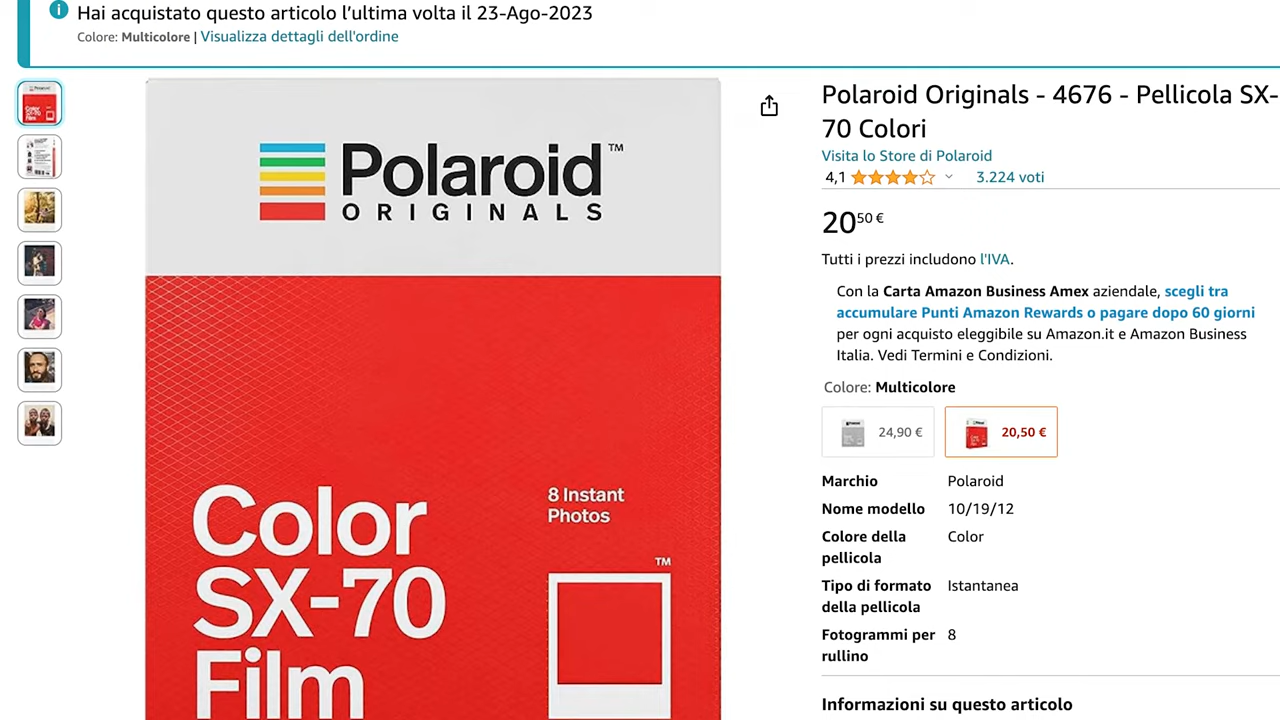 Hai acquistato questo articolo l'ultima volta il 23-Ago-2023
Colore: Multicolore | Visualizza dettagli dell'ordine
Polaroid™
ORIGINALS
Color
SX-70
Film
8 Instant
Photos
TM
Polaroid Originals - 4676 - Pellicola SX-
70 Colori
Visita lo Store di Polaroid
4,1 3.224 voti
20⁵⁰ €
Tutti i prezzi includono l'IVA.
Con la Carta Amazon Business Amex aziendale, scegli tra
accumulare Punti Amazon Rewards o pagare dopo 60 giorni
per ogni acquisto eleggibile su Amazon.it e Amazon Business
Italia. Vedi Termini e Condizioni.
Colore: Multicolore
24,90 € 20,50 €
Marchio Polaroid
Nome modello 10/19/12
Colore della Color
pellicola
Tipo di formato Istantanea
della pellicola
Fotogrammi per 8
rullino
Informazioni su questo articolo